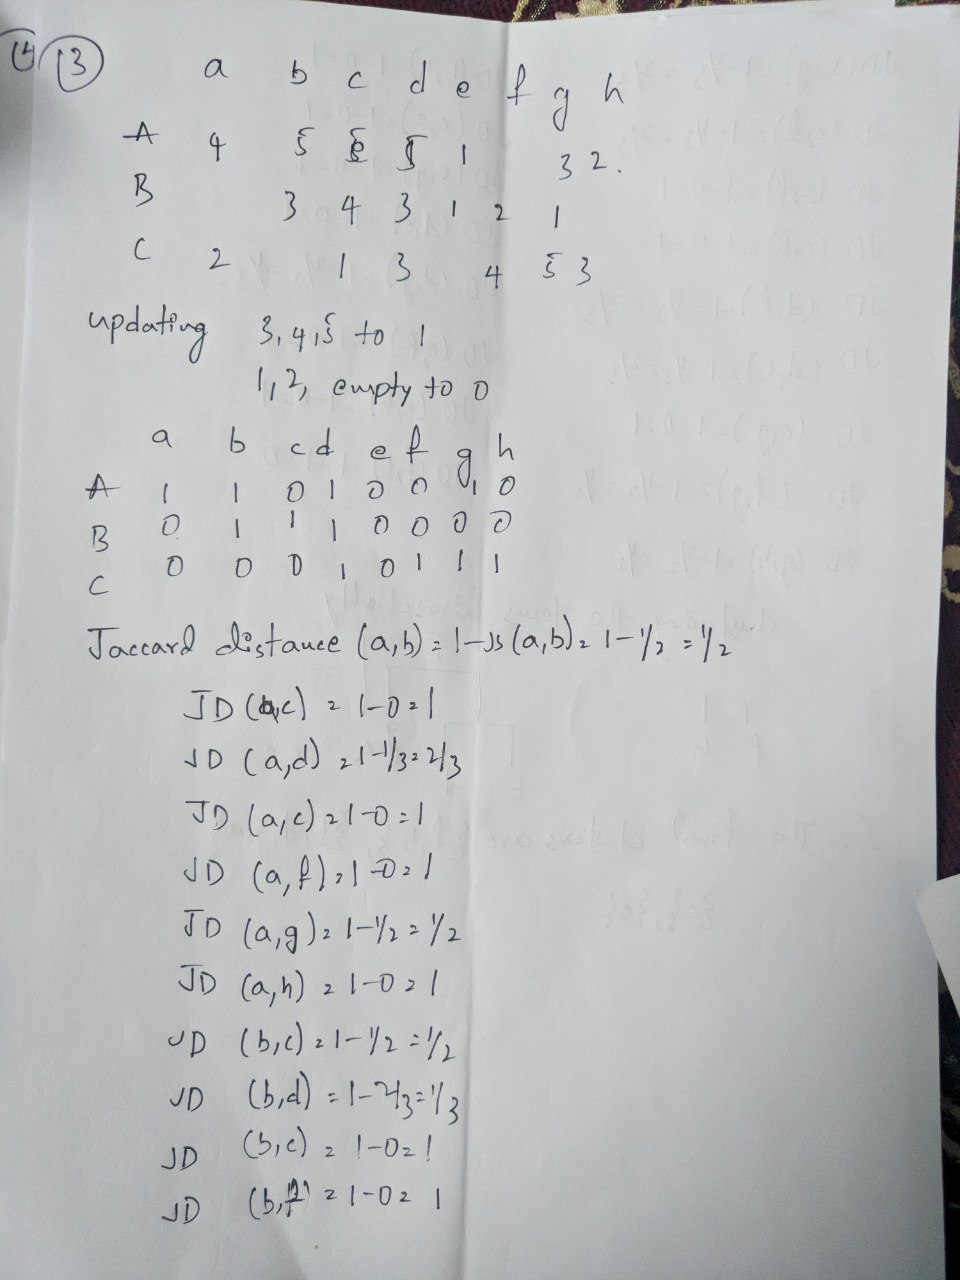 4 3
a b c d e f g h
A 4 5 5 1 3 2.
B 3 4 3 1 2 1
C 2 1 3 4 5 3
updating 3,4,5 to 1
1,2, empty to 0
a b c d e f g h
A 1 1 0 1 0 0 1 0
B 0 1 1 1 0 0 0 0
C 0 0 0 1 0 1 1 1
Jaccard distance (a,b) = 1-JS (a,b) = 1-1/2 = 1/2
JD (a,c) = 1-0 = 1
JD (a,d) = 1-1/3 = 2/3
JD (a,e) = 1-0 = 1
JD (a,f) = 1-0 = 1
JD (a,g) = 1-1/2 = 1/2
JD (a,h) = 1-0 = 1
JD (b,c) = 1-1/2 = 1/2
JD (b,d) = 1-2/3 = 1/3
JD (b,e) = 1-0 = 1
JD (b,f) = 1-0 = 1